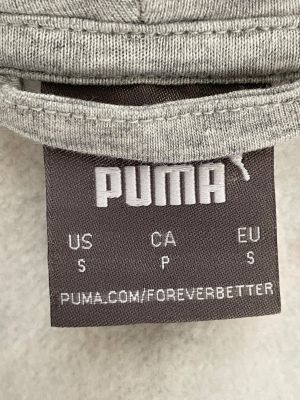 PUMA
US CA EU
S P S
PUMA.COM/FOREVERBETTER